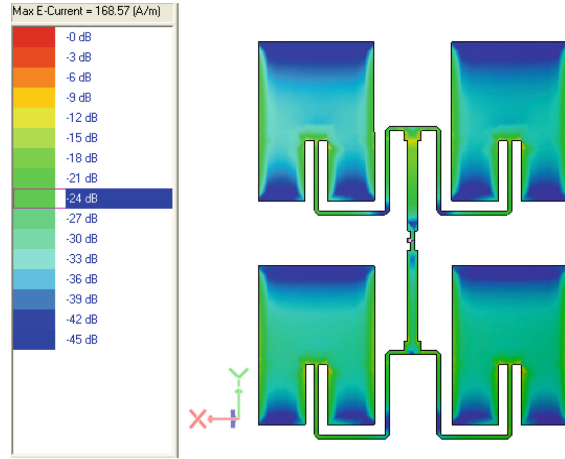 Max E-Current = 168.57 (A/m)
-0 dB
-3 dB
-6 dB
-9 dB
-12 dB
-15 dB
-18 dB
-21 dB
-24 dB
-27 dB
-30 dB
-33 dB
-36 dB
-39 dB
-42 dB
-45 dB
Y
X